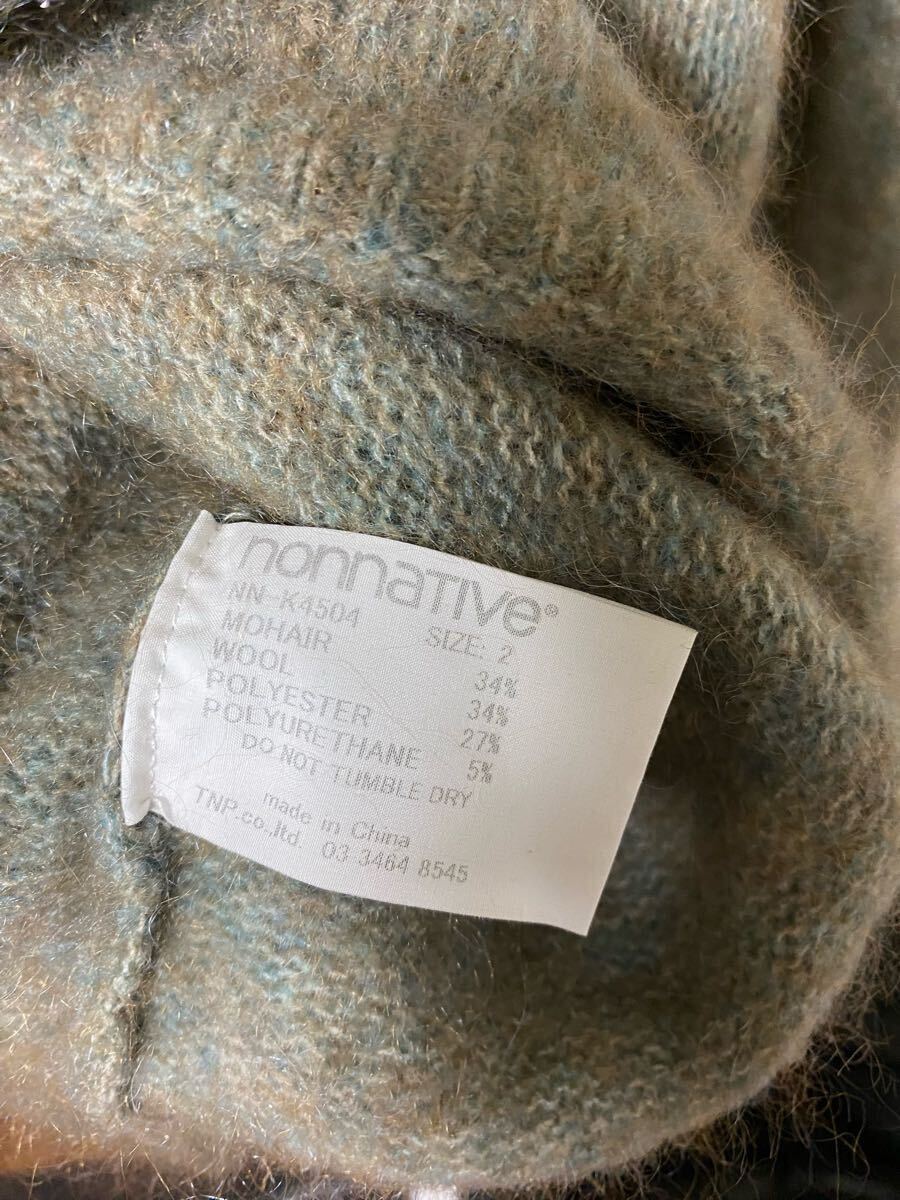 nonnative®
NN-K4504 SIZE: 2
MOHAIR 34%
WOOL 34%
POLYESTER 27%
POLYURETHANE 5%
DO NOT TUMBLE DRY
made in China
TNP.co.,ltd 03 3464 8545